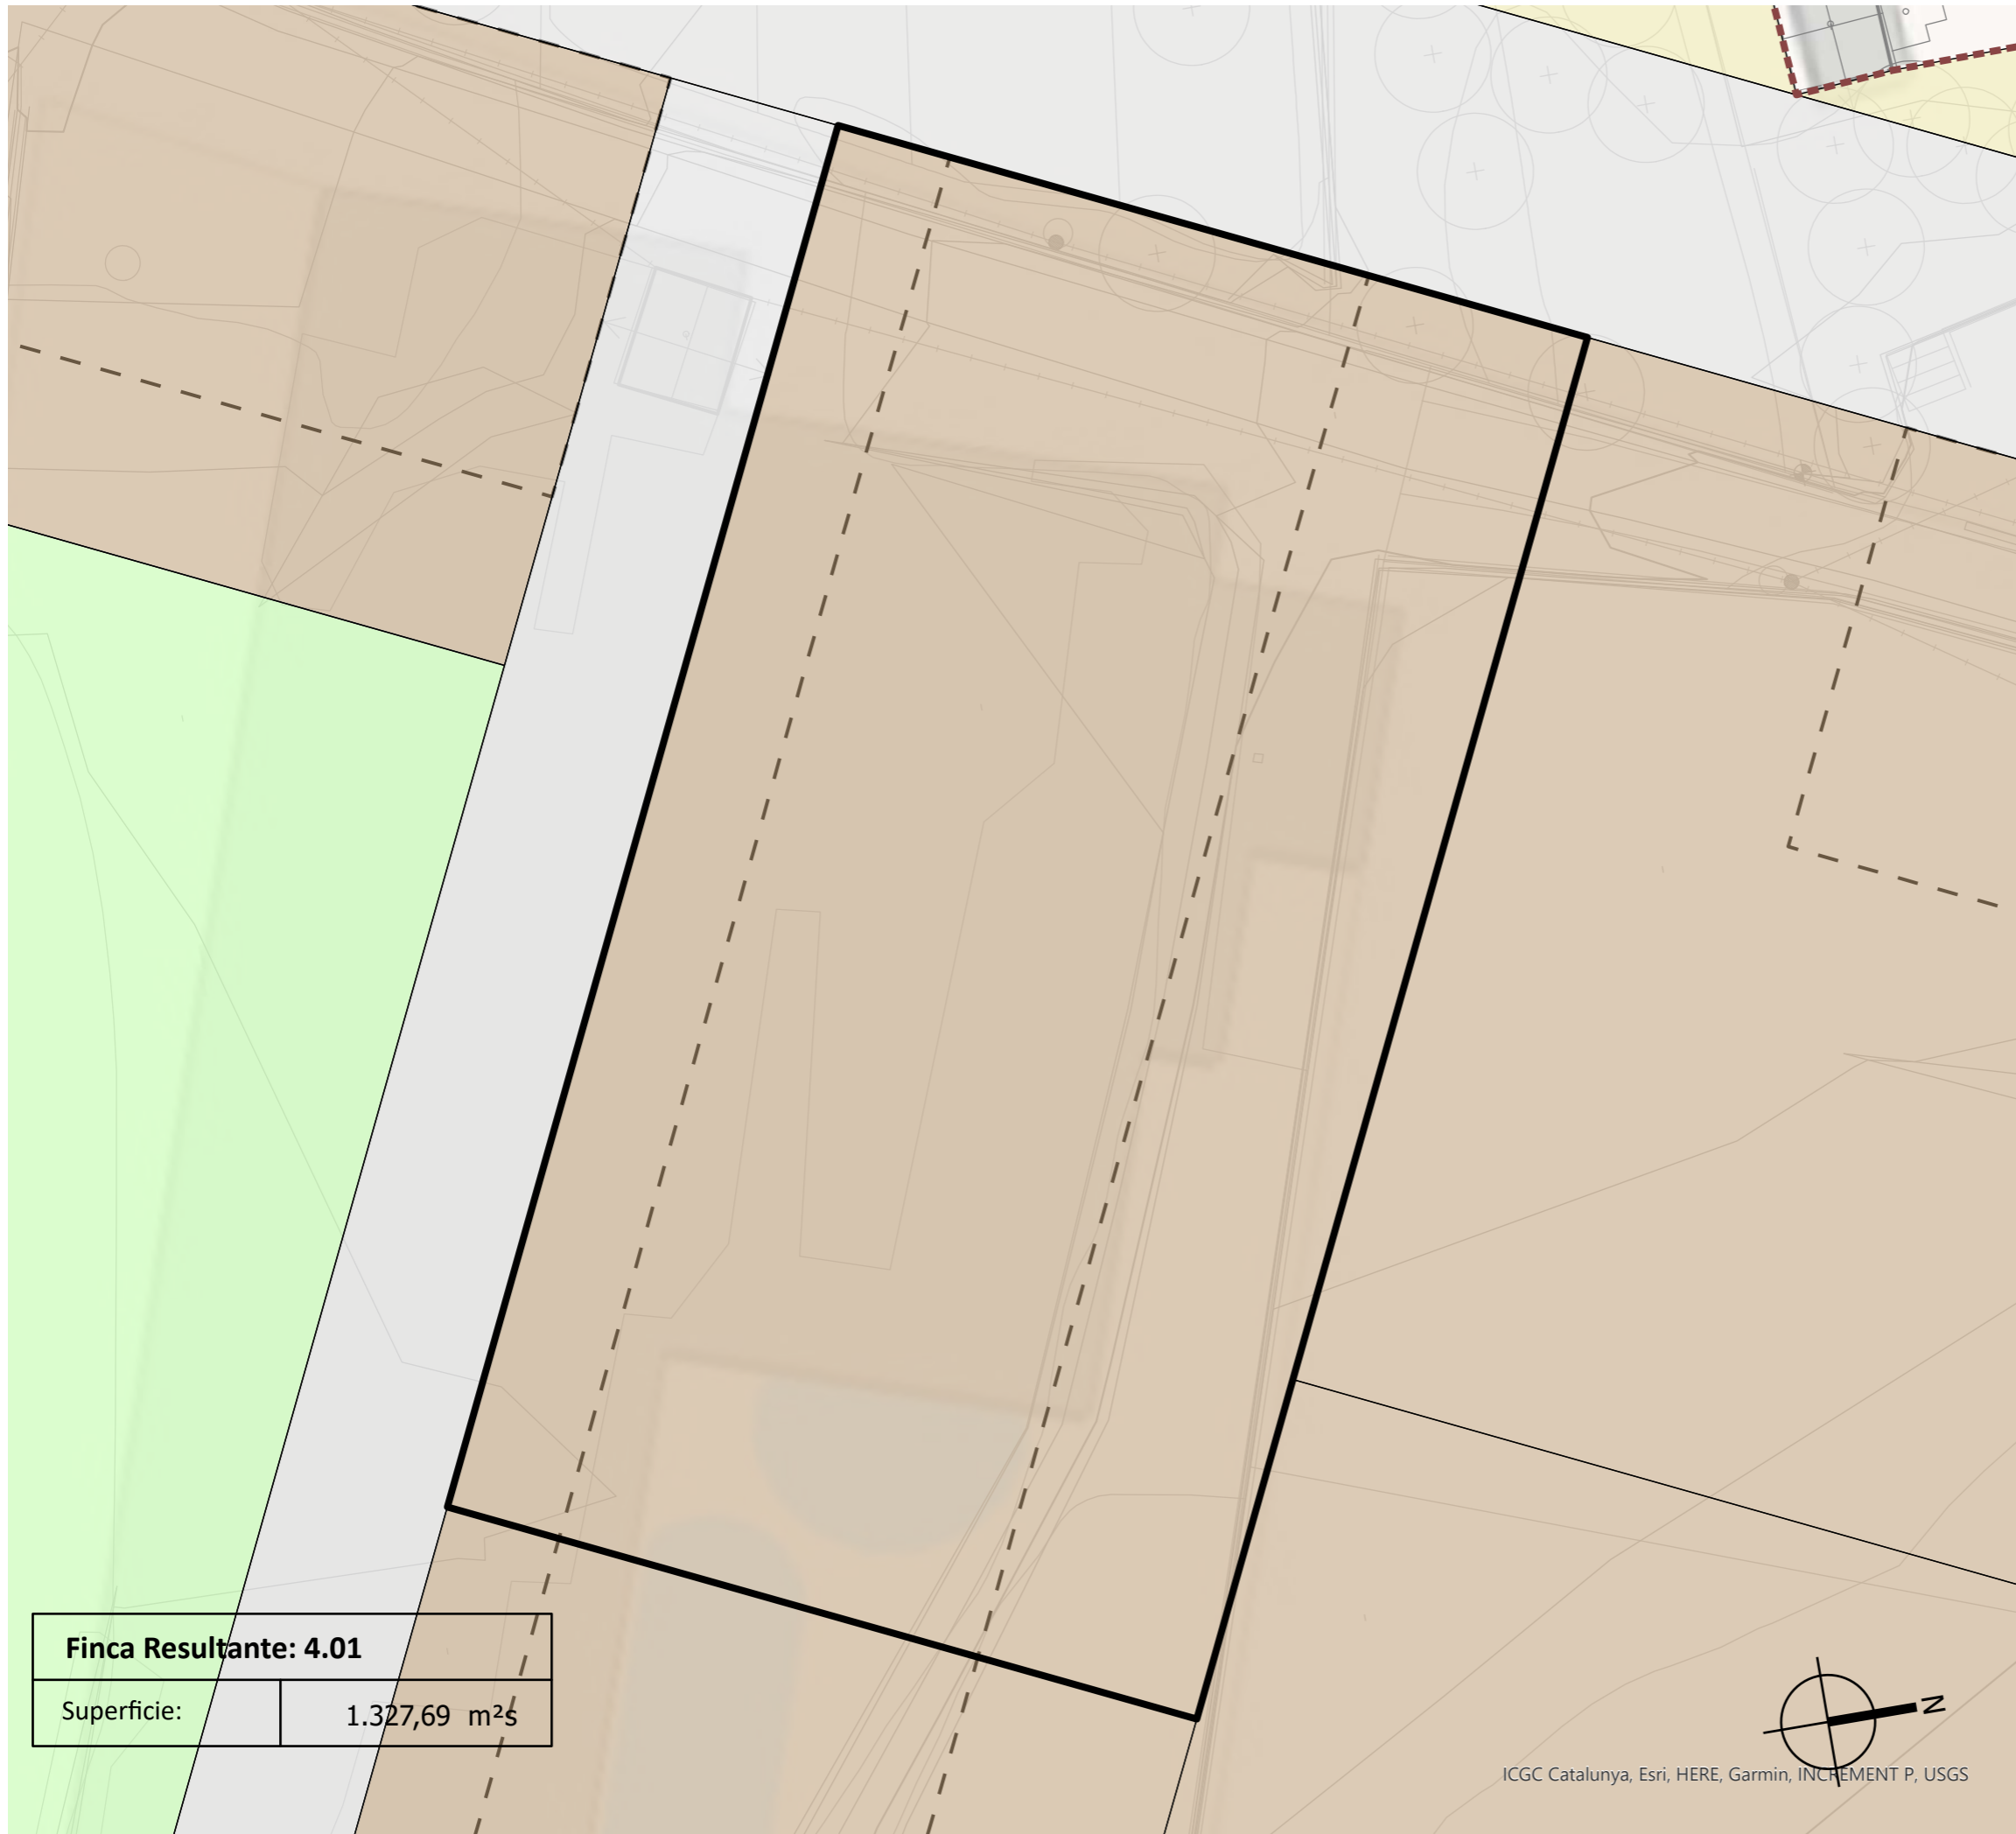 Finca Resultante: 4.01
Superficie: 1.327,69 m²s
N
ICGC Catalunya, Esri, HERE, Garmin, INCREMENT P, USGS